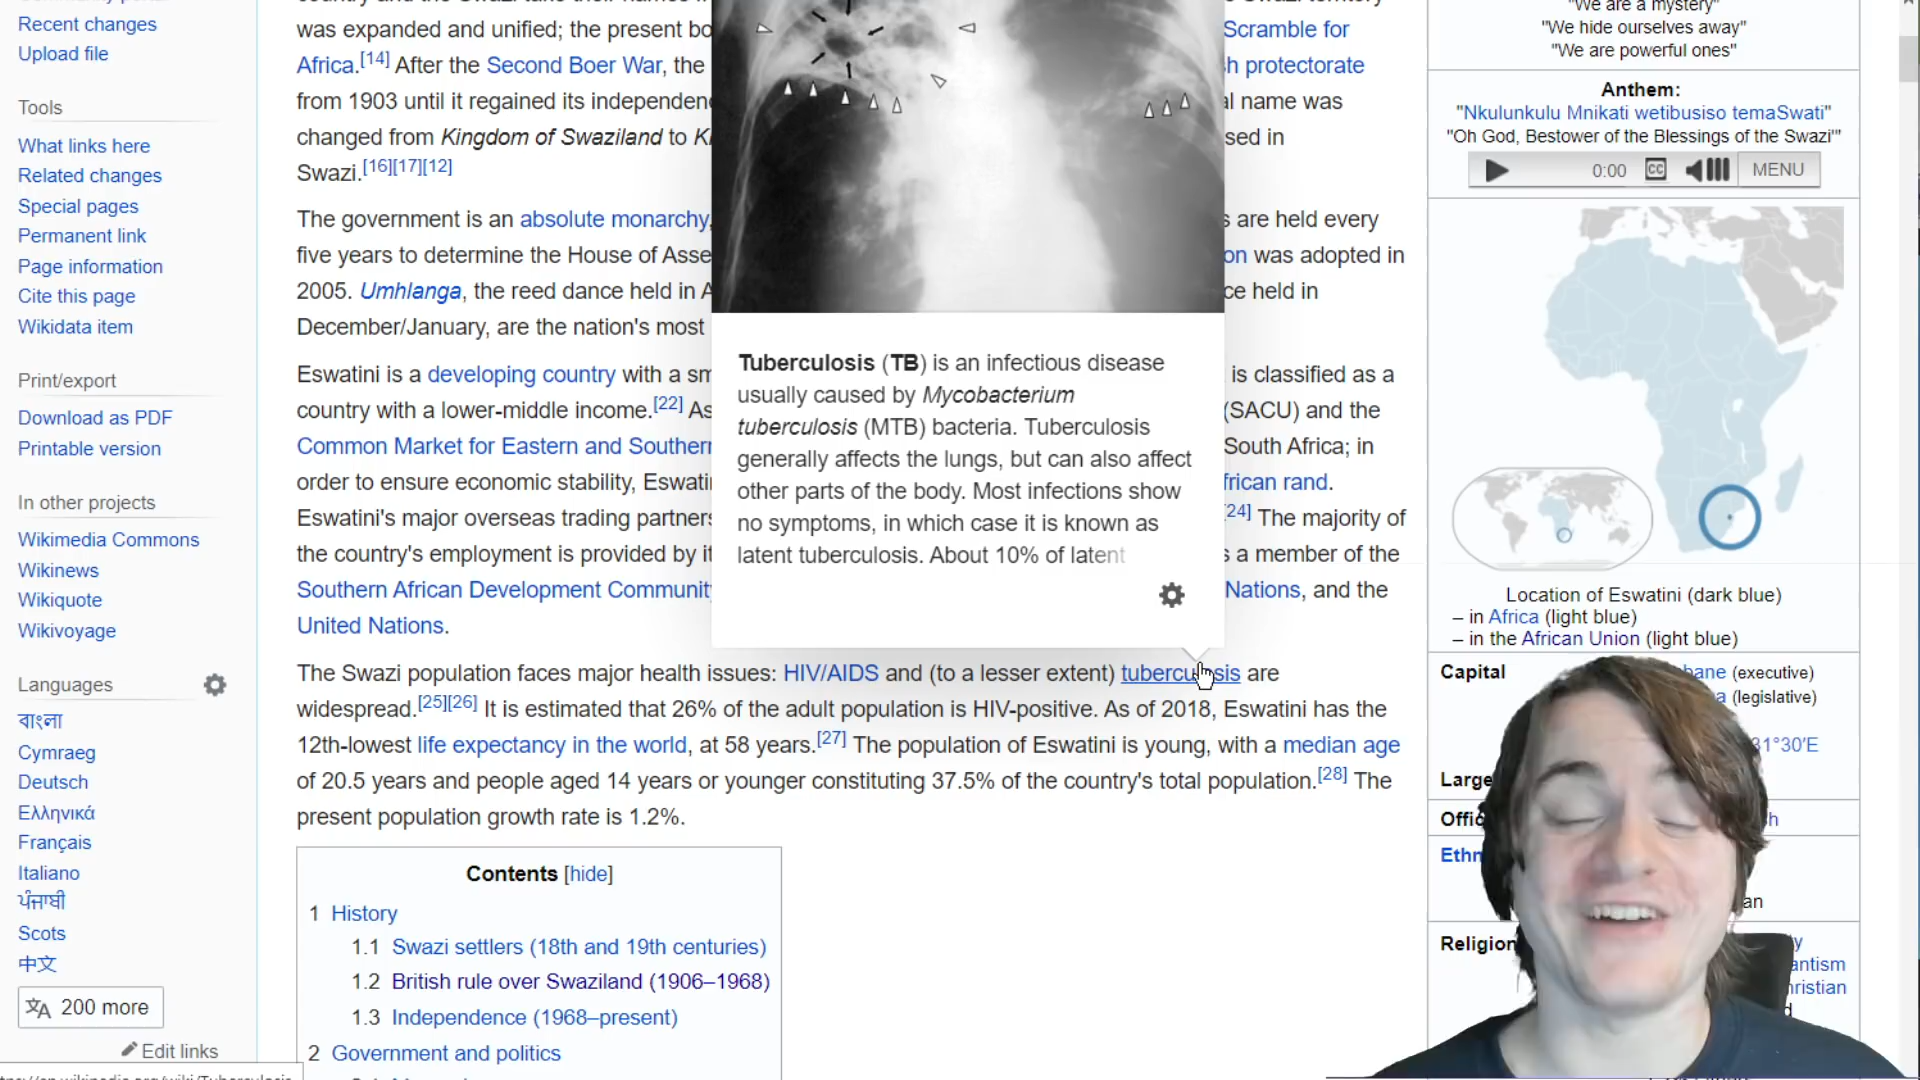 Recent changes
Upload file
Tools
What links here
Related changes
Special pages
Permanent link
Page information
Cite this page
Wikidata item
Print/export
Download as PDF
Printable version
In other projects
Wikimedia Commons
Wikinews
Wikiquote
Wikivoyage
Languages
বাংলা
Cymraeg
Deutsch
Ελληνικά
Français
Italiano
ਪੰਜਾਬੀ
Scots
中文
200 more
Edit links
was expanded and unified; the present Scramble for
Africa.[14] After the Second Boer War, the protectorate
from 1903 until it regained its name was
changed from Kingdom of Swaziland to in
Swazi.[16][17][12]
The government is an absolute monarchy, are held every
five years to determine the House of was adopted in
2005. Umhlanga, the reed dance held in held in
December/January, are the nation's most
Eswatini is a developing country with a is classified as a
country with a lower-middle income.[22] (SACU) and the
Common Market for Eastern and South Africa; in
order to ensure economic stability, rand.
Eswatini's major overseas trading [24] The majority of
the country's employment is provided by a member of the
Southern African Development Nations, and the
United Nations.
Tuberculosis (TB) is an infectious disease
usually caused by Mycobacterium
tuberculosis (MTB) bacteria. Tuberculosis
generally affects the lungs, but can also affect
other parts of the body. Most infections show
no symptoms, in which case it is known as
latent tuberculosis. About 10% of latent
The Swazi population faces major health issues: HIV/AIDS and (to a lesser extent) tuberculosis are
widespread.[25][26] It is estimated that 26% of the adult population is HIV-positive. As of 2018, Eswatini has the
12th-lowest life expectancy in the world, at 58 years.[27] The population of Eswatini is young, with a median age
of 20.5 years and people aged 14 years or younger constituting 37.5% of the country's total population.[28] The
present population growth rate is 1.2%.
Contents [hide]
1 History
1.1 Swazi settlers (18th and 19th centuries)
1.2 British rule over Swaziland (1906–1968)
1.3 Independence (1968–present)
2 Government and politics
"We are a mystery"
"We hide ourselves away"
"We are powerful ones"
Anthem:
"Nkulunkulu Mnikati wetibusiso temaSwati"
"Oh God, Bestower of the Blessings of the Swazi"'
0:00 CC MENU
Location of Eswatini (dark blue)
– in Africa (light blue)
– in the African Union (light blue)
Capital (executive)
(legislative)
31°30′E
Religion